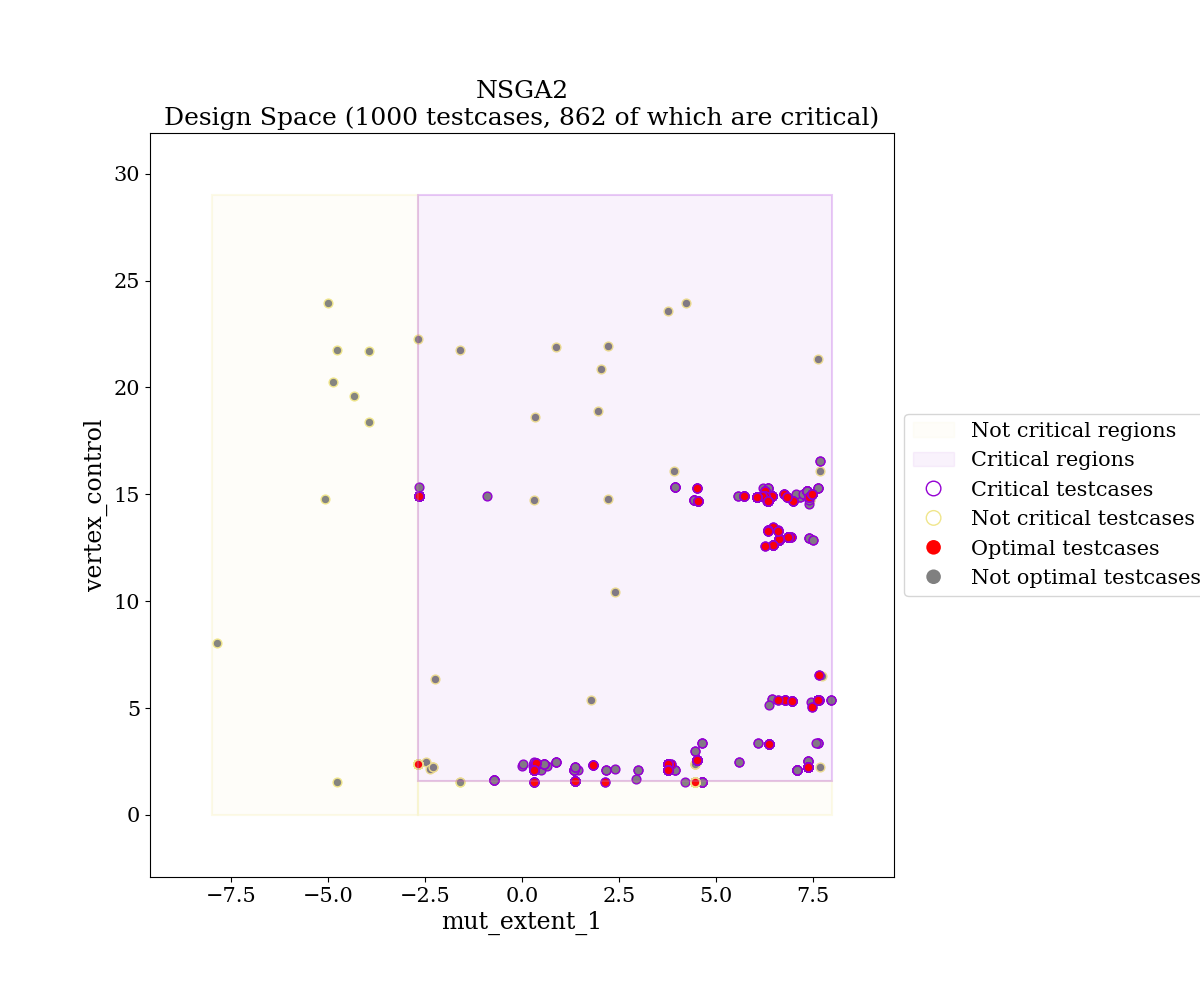 NSGA2
Design Space (1000 testcases, 862 of which are critical)
30
25
20
15
10
5
0
vertex_control
−7.5
−5.0
−2.5
0.0
2.5
5.0
7.5
mut_extent_1
Not critical regions
Critical regions
Critical testcases
Not critical testcases
Optimal testcases
Not optimal testcases